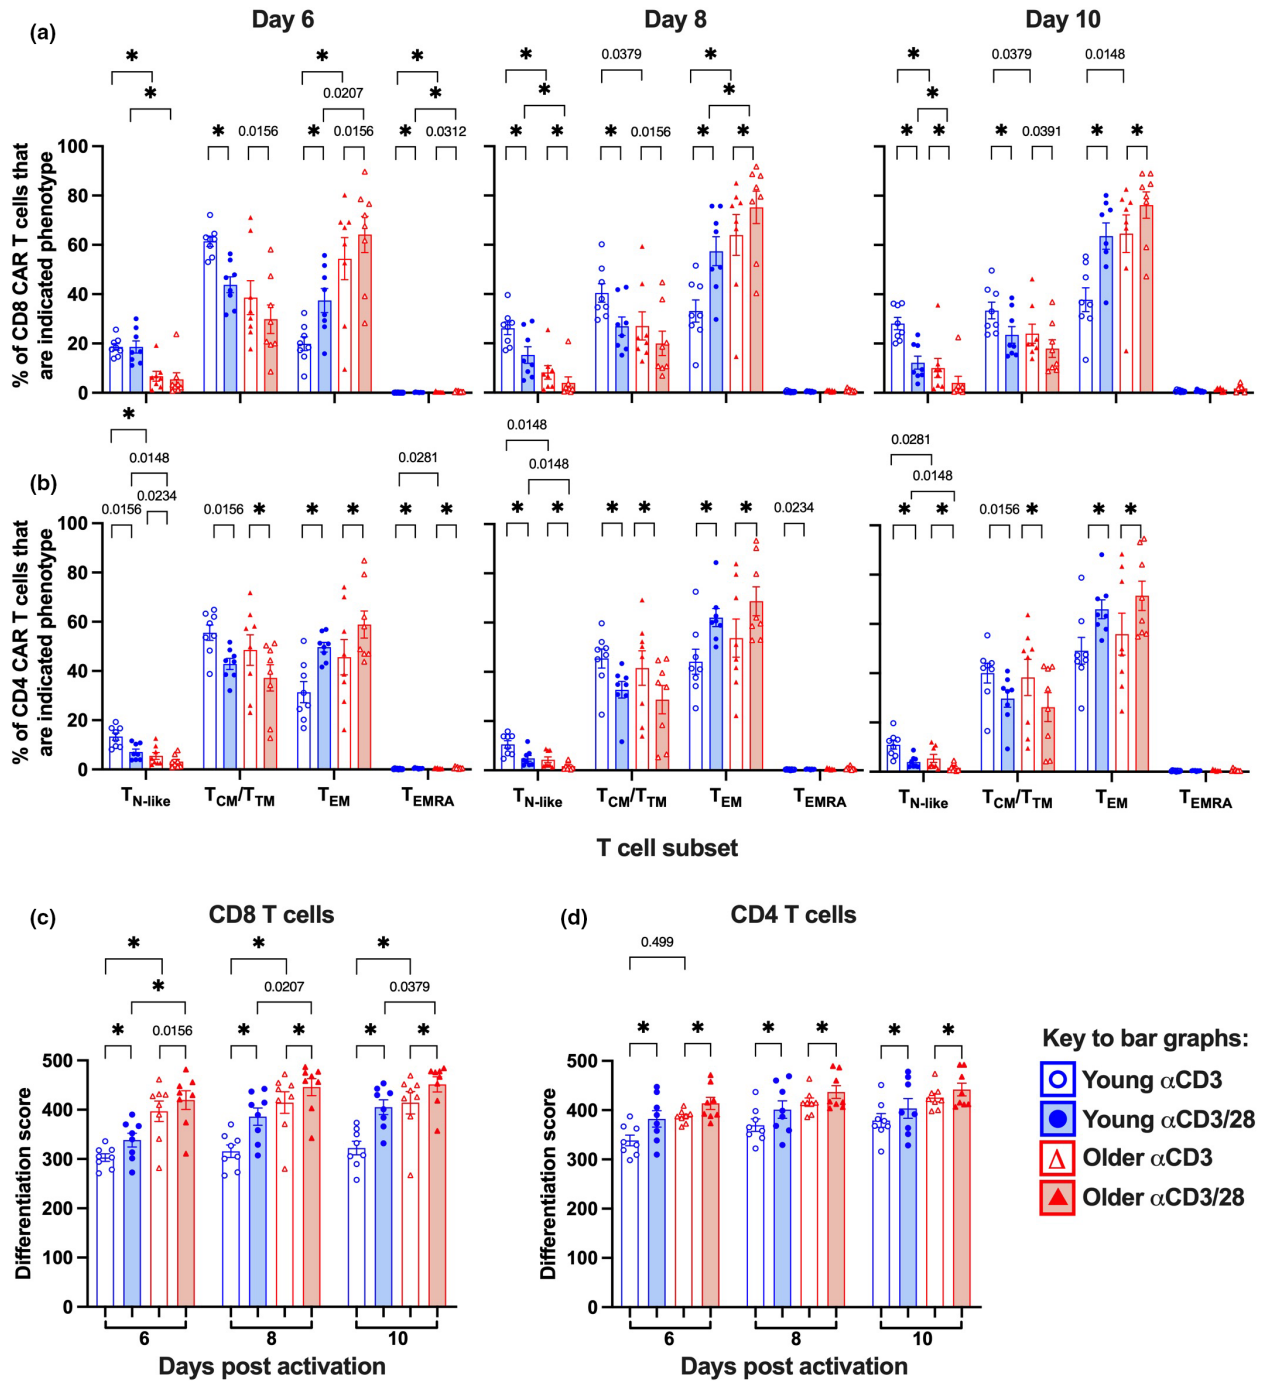 (a)
Day 6
Day 8
Day 10
* * * 0.0379 * * 0.0379 0.0148
* 0.0207 * * * *
* 0.0156 * 0.0156 * 0.0312 * * * 0.0156 * * * * * 0.0391 * *
% of CD8 CAR T cells that
are indicated phenotype
100
80
60
40
20
0
(b)
* 0.0148 0.0281
0.0148 0.0281 0.0148 0.0148
0.0156 0.0234 0.0156 * * * * * * * * * * * 0.0234 * * 0.0156 * * *
% of CD4 CAR T cells that
are indicated phenotype
100
80
60
40
20
0
TN-like TCM/TTM TEM TEMRA TN-like TCM/TTM TEM TEMRA TN-like TCM/TTM TEM TEMRA
T cell subset
(c)
CD8 T cells
* * *
* 0.0207 0.0379
* 0.0156 * * * *
Differentiation score
500
400
300
200
100
0
6 8 10
Days post activation
(d)
CD4 T cells
0.499
* * * * * *
Differentiation score
500
400
300
200
100
0
6 8 10
Days post activation
Key to bar graphs:
Young αCD3
Young αCD3/28
Older αCD3
Older αCD3/28